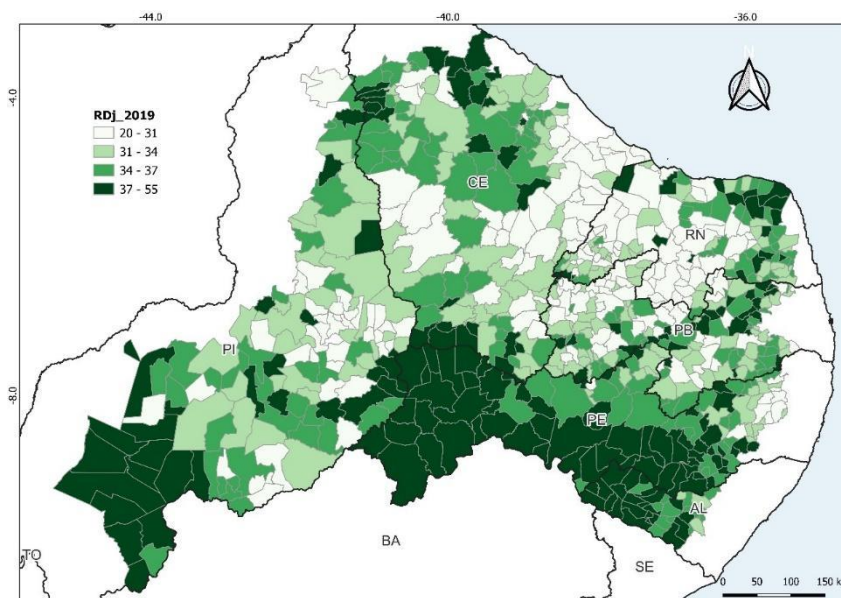 -44.0 -40.0 -36.0
-4.0
N
RDj_2019
20 - 31
31 - 34
34 - 37
37 - 55
CE
RN
PB
PI
-8.0
PE
AL
BA
TO
SE
0 50 100 150 k